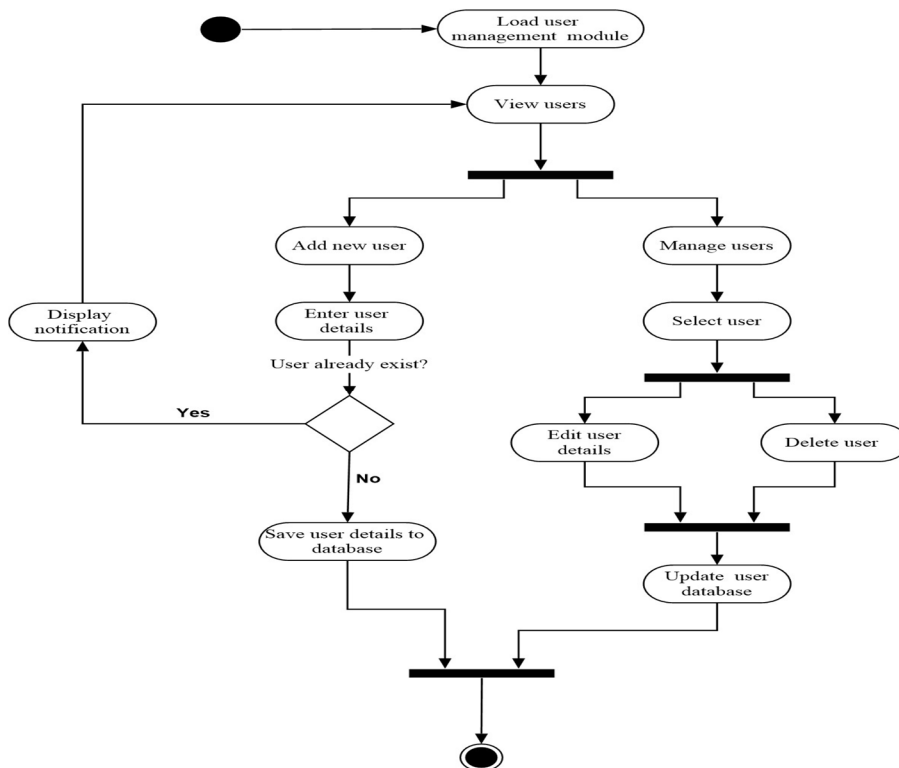 Load user
management module
View users
Add new user
Manage users
Display
notification
Enter user
details
Select user
User already exist?
Yes
Edit user
details
Delete user
No
Save user details to
database
Update user
database